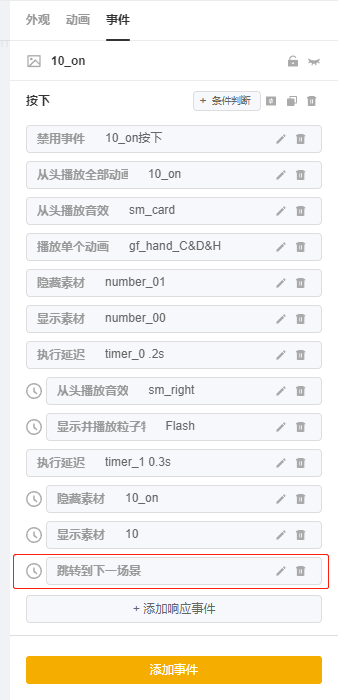 外观 动画 事件
10_on
按下 + 条件判断
禁用事件 10_on按下
从头播放全部动画 10_on
从头播放音效 sm_card
播放单个动画 gf_hand_C&D&H
隐藏素材 number_01
显示素材 number_00
执行延迟 timer_0 .2s
从头播放音效 sm_right
显示并播放粒子特 Flash
执行延迟 timer_1 0.3s
隐藏素材 10_on
显示素材 10
跳转到下一场景
+ 添加响应事件
添加事件